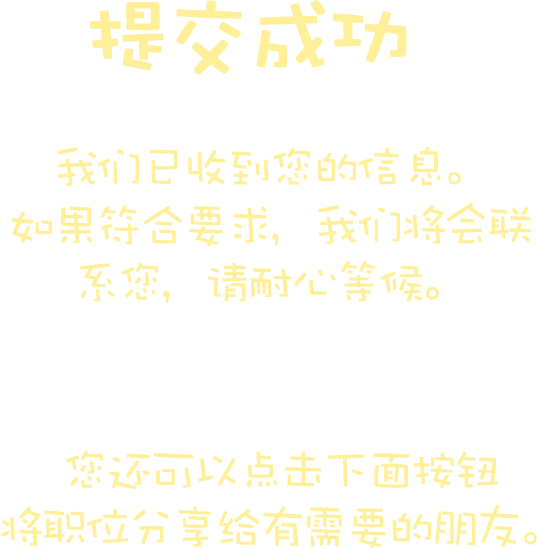 提交成功
我们已收到您的信息。
如果符合要求，我们将会联
系您，请耐心等候。
您还可以点击下面按钮
将职位分享给有需要的朋友。